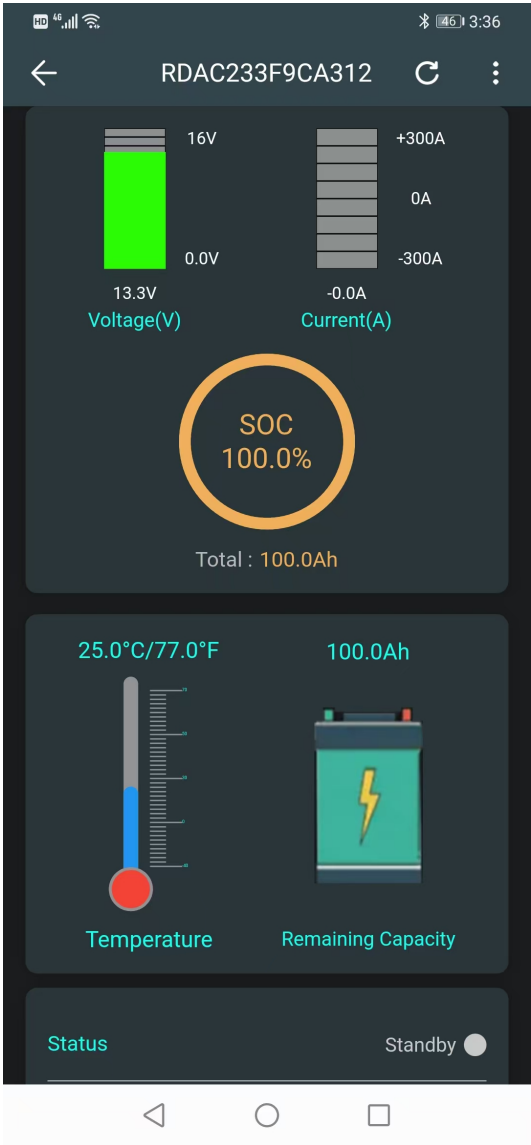 HD 4G 46 3:36
RDAC233F9CA312
16V +300A
0A
0.0V -300A
13.3V -0.0A
Voltage(V) Current(A)
SOC
100.0%
Total : 100.0Ah
25.0°C/77.0°F 100.0Ah
Temperature Remaining Capacity
Status Standby